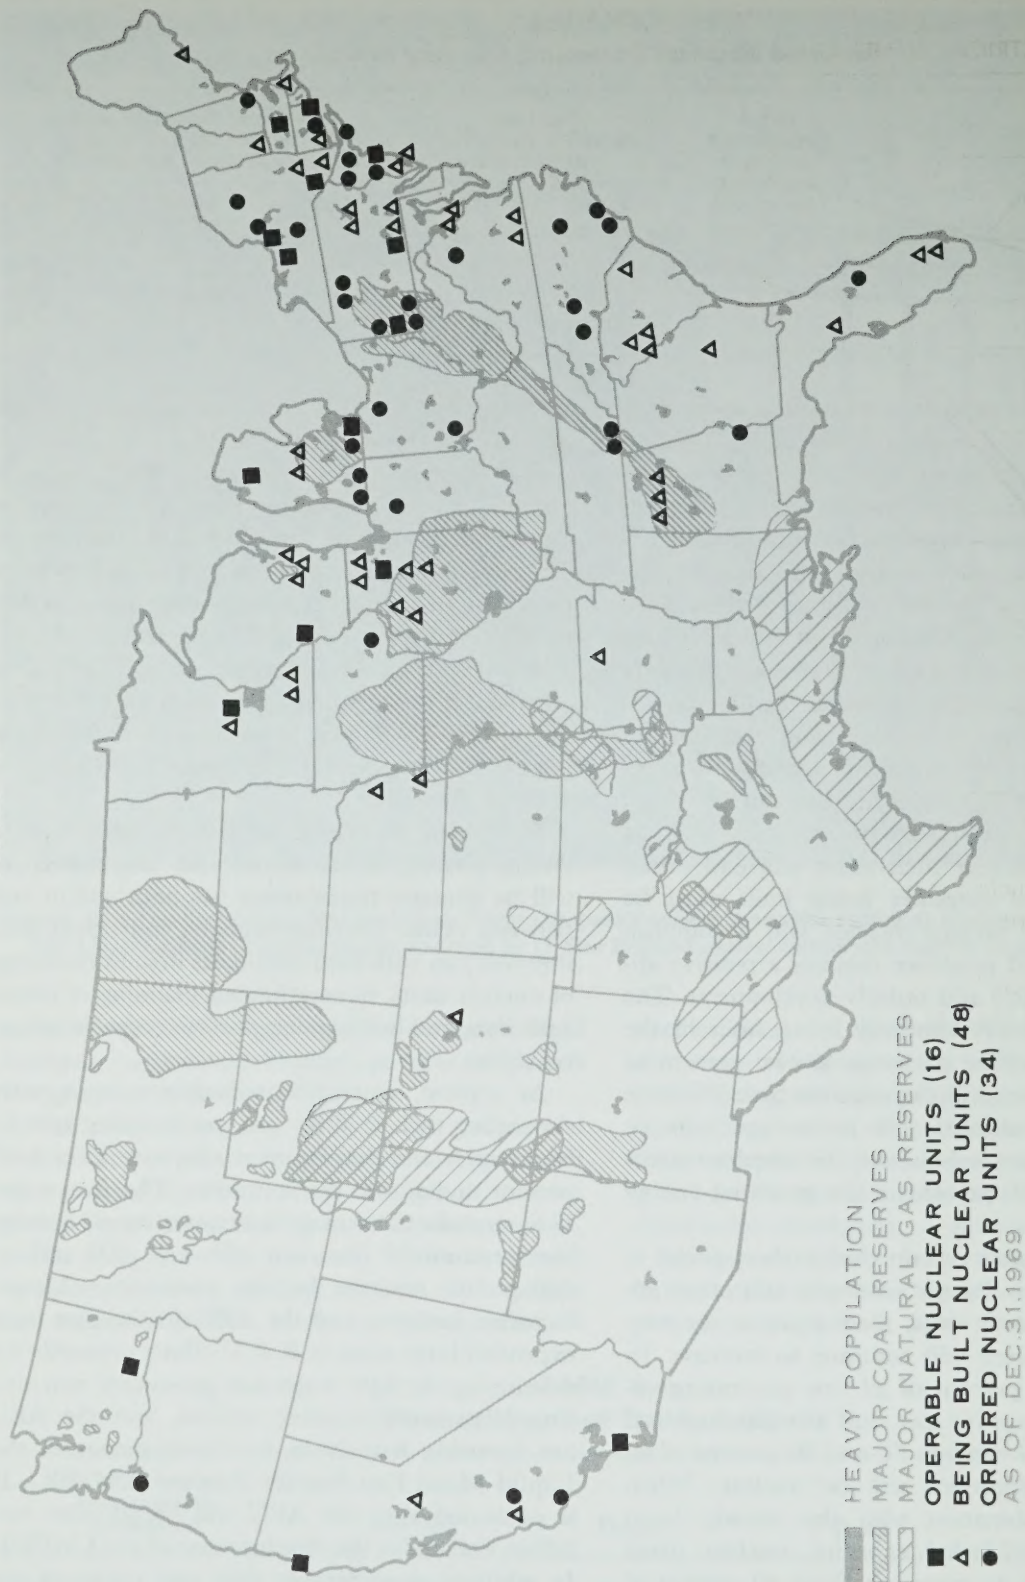 HEAVY POPULATION
MAJOR COAL RESERVES
MAJOR NATURAL GAS RESERVES
OPERABLE NUCLEAR UNITS (16)
BEING BUILT NUCLEAR UNITS (48)
ORDERED NUCLEAR UNITS (34)
AS OF DEC.31.1969